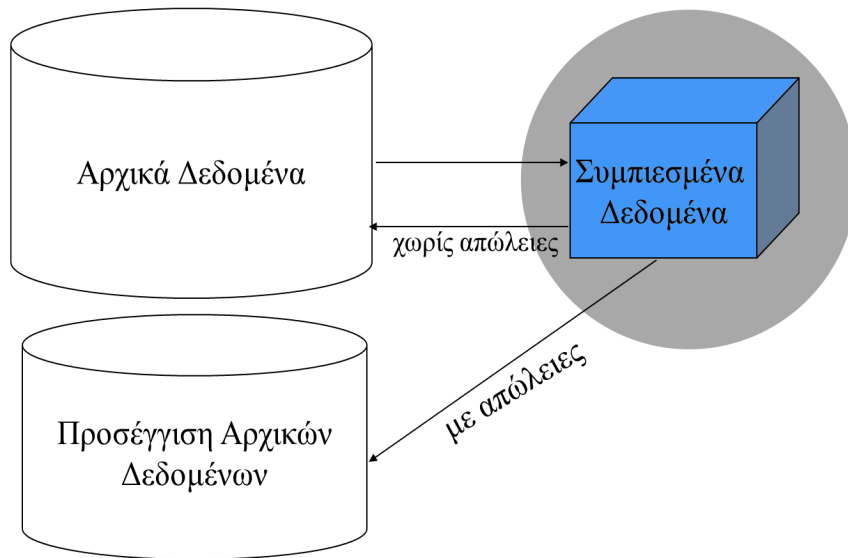 Αρχικά Δεδομένα
Συμπιεσμένα
Δεδομένα
χωρίς απώλειες
με απώλειες
Προσέγγιση Αρχικών
Δεδομένων